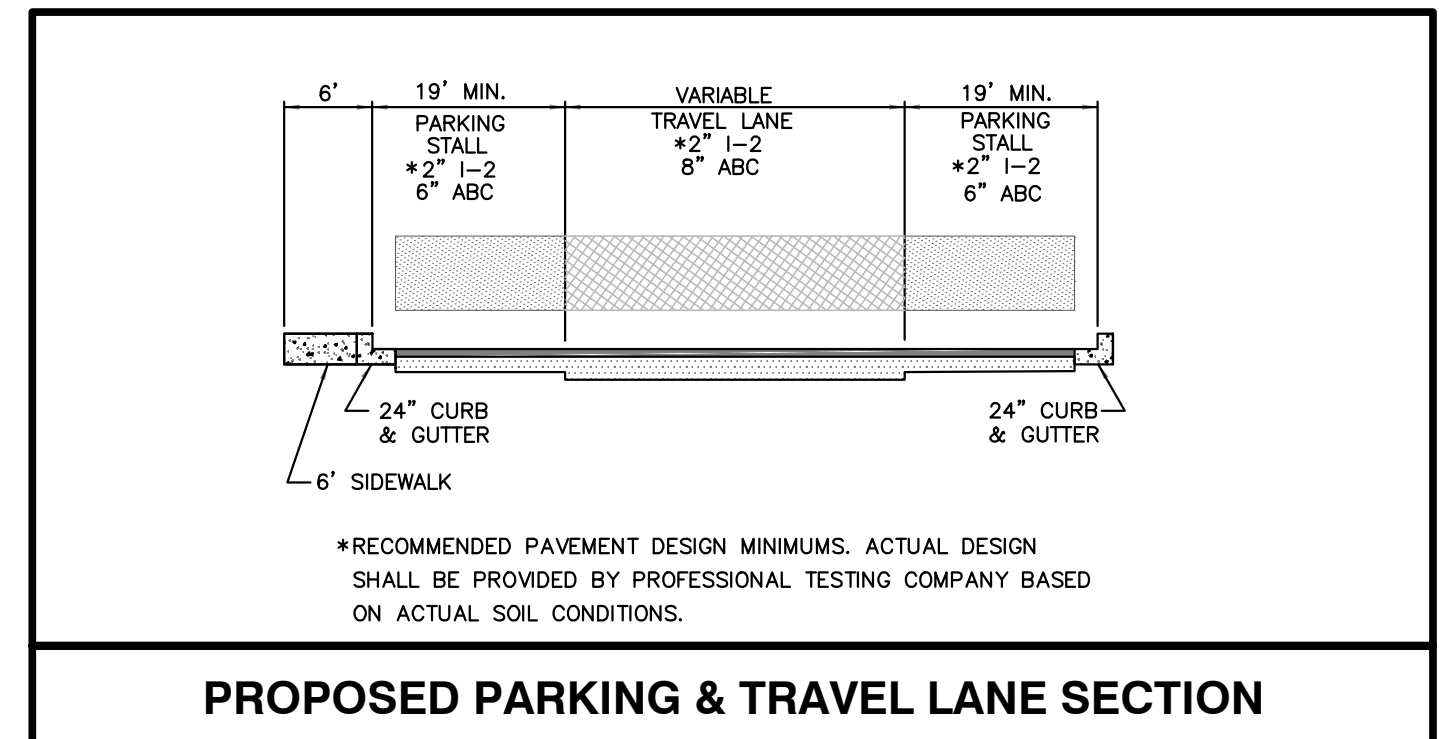 6'
19' MIN.
PARKING
STALL
*2" I-2
6" ABC
VARIABLE
TRAVEL LANE
*2" I-2
8" ABC
19' MIN.
PARKING
STALL
*2" I-2
6" ABC
24" CURB
& GUTTER
24" CURB
& GUTTER
6' SIDEWALK
*RECOMMENDED PAVEMENT DESIGN MINIMUMS. ACTUAL DESIGN
SHALL BE PROVIDED BY PROFESSIONAL TESTING COMPANY BASED
ON ACTUAL SOIL CONDITIONS.
PROPOSED PARKING & TRAVEL LANE SECTION